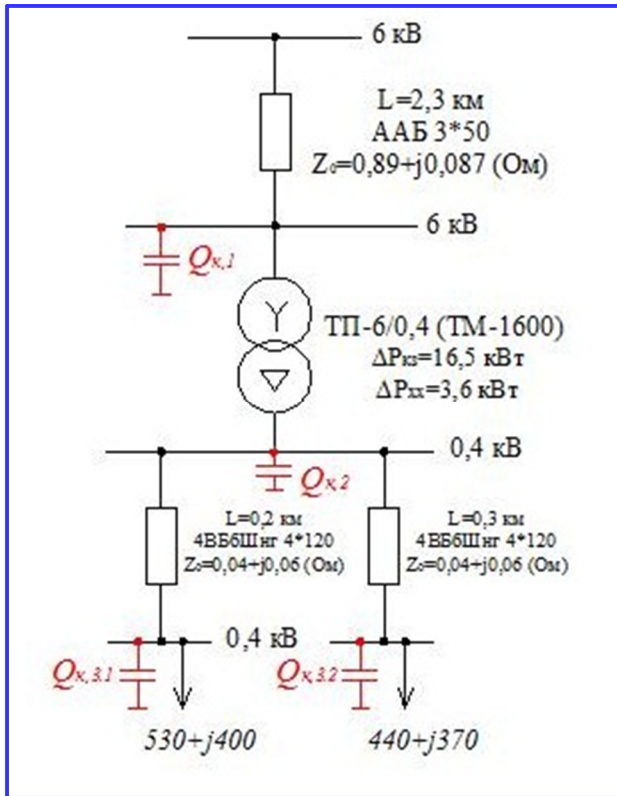 6 кВ
L=2,3 км
ААБ 3*50
Z₀=0,89+j0,087 (Ом)
6 кВ
Qк,1
ТП-6/0,4 (ТМ-1600)
ΔPкз=16,5 кВт
ΔPхх=3,6 кВт
0,4 кВ
Qк,2
L=0,2 км
4ВБбШнг 4*120
Z₀=0,04+j0,06 (Ом)
L=0,3 км
4ВБбШнг 4*120
Z₀=0,04+j0,06 (Ом)
0,4 кВ
Qк,3.1
Qк,3.2
530+j400
440+j370